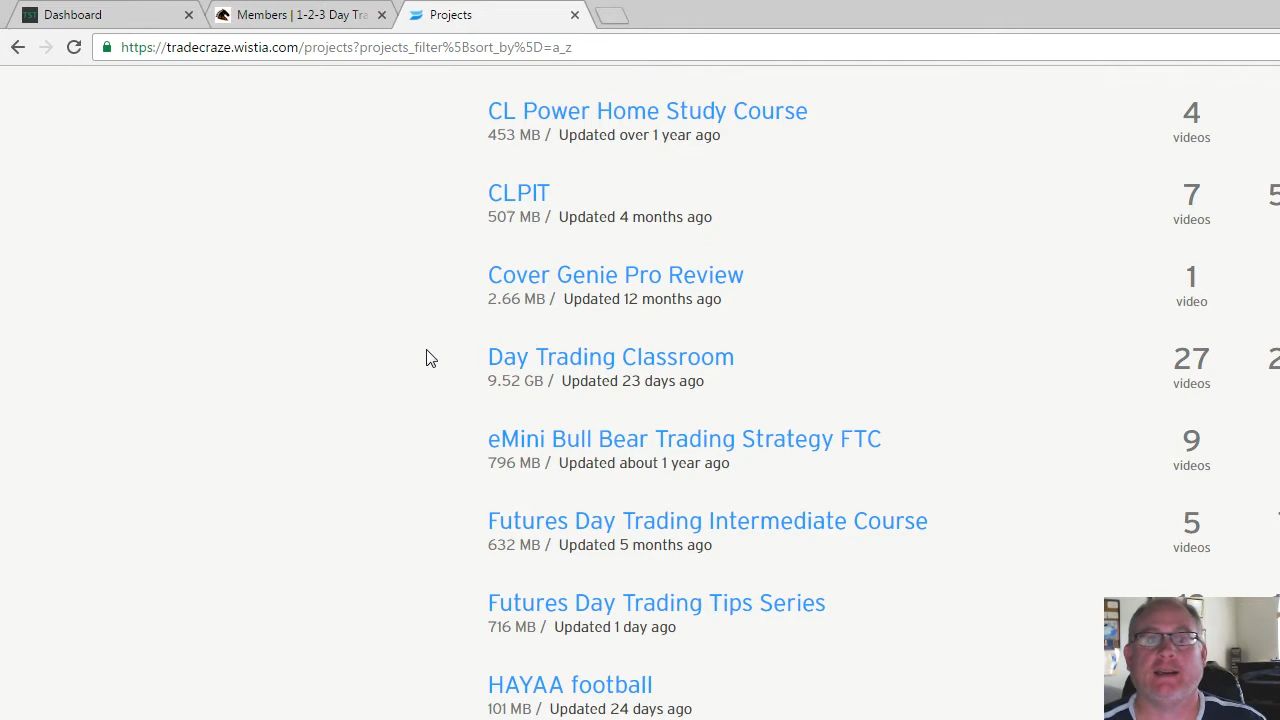 TST Dashboard
Members | 1-2-3 Day Tra
Projects
https://tradecraze.wistia.com/projects?projects_filter%5Bsort_by%5D=a_z
CL Power Home Study Course
4
453 MB / Updated over 1 year ago
videos
CLPIT
7
507 MB / Updated 4 months ago
videos
Cover Genie Pro Review
1
2.66 MB / Updated 12 months ago
video
Day Trading Classroom
27
9.52 GB / Updated 23 days ago
videos
eMini Bull Bear Trading Strategy FTC
9
796 MB / Updated about 1 year ago
videos
Futures Day Trading Intermediate Course
5
632 MB / Updated 5 months ago
videos
Futures Day Trading Tips Series
716 MB / Updated 1 day ago
HAYAA football
101 MB / Updated 24 days ago